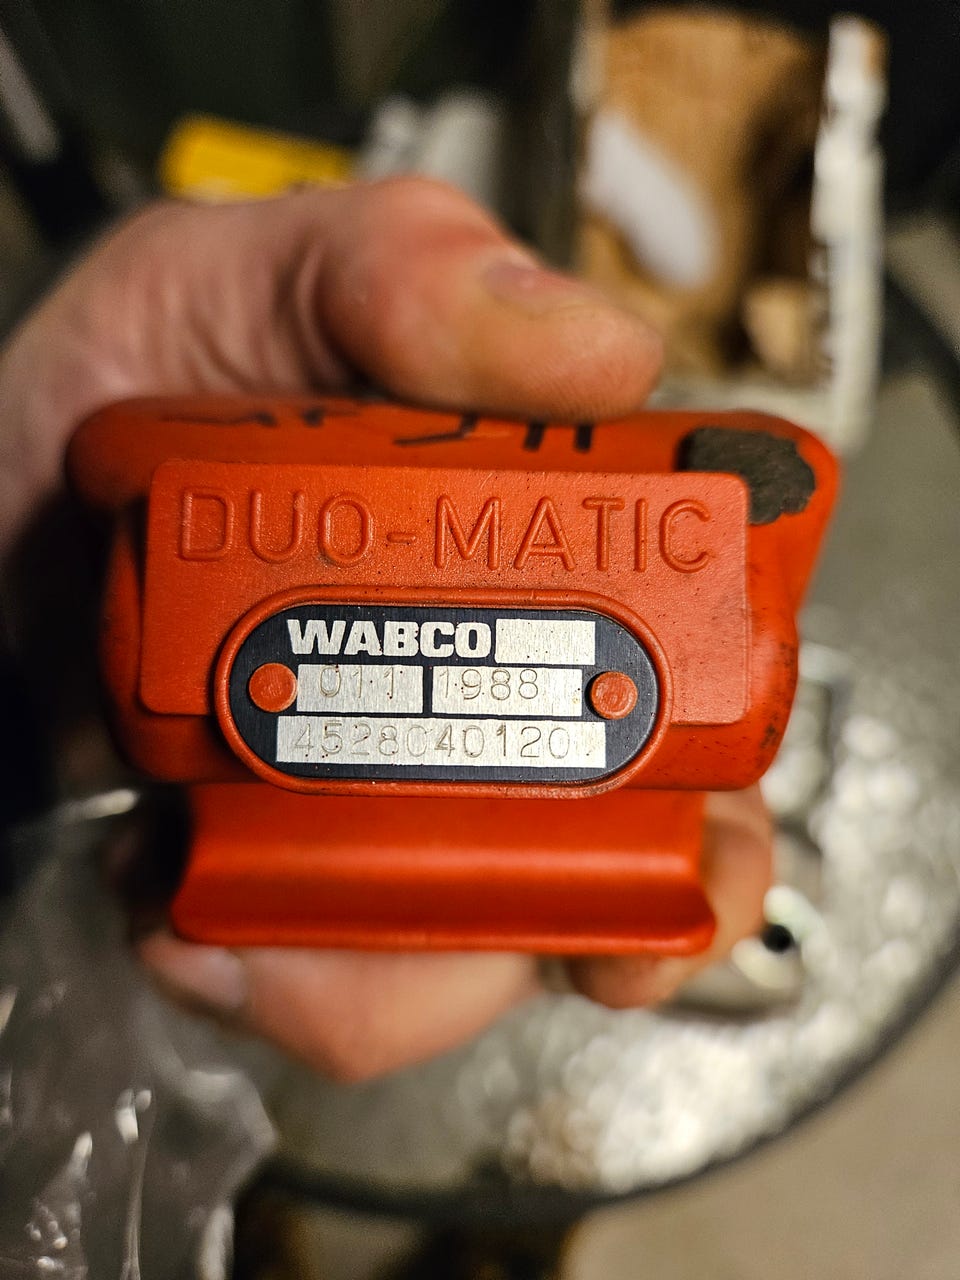 DUO-MATIC
WABCO
011 1988
4528040120